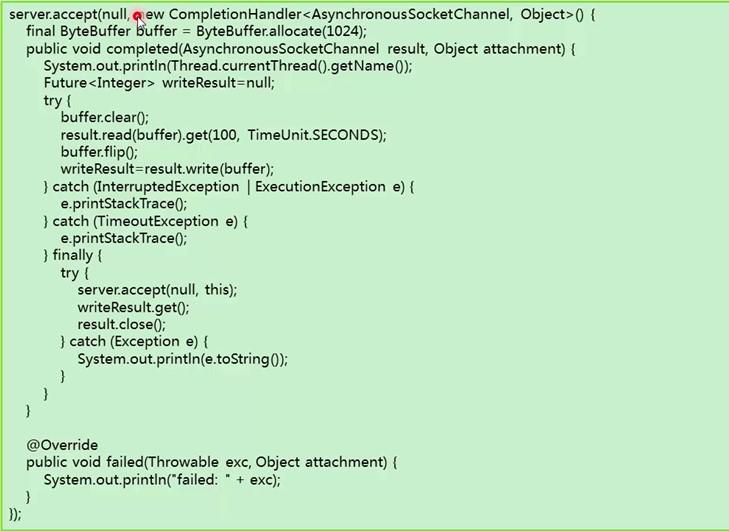 server.accept(null, new CompletionHandler<AsynchronousSocketChannel, Object>() {
final ByteBuffer buffer = ByteBuffer.allocate(1024);
public void completed(AsynchronousSocketChannel result, Object attachment) {
System.out.println(Thread.currentThread().getName());
Future<Integer> writeResult=null;
try {
buffer.clear();
result.read(buffer).get(100, TimeUnit.SECONDS);
buffer.flip();
writeResult=result.write(buffer);
} catch (InterruptedException | ExecutionException e) {
e.printStackTrace();
} catch (TimeoutException e) {
e.printStackTrace();
} finally {
try {
server.accept(null, this);
writeResult.get();
result.close();
} catch (Exception e) {
System.out.println(e.toString());
}
}
}
@Override
public void failed(Throwable exc, Object attachment) {
System.out.println("failed: " + exc);
}
});